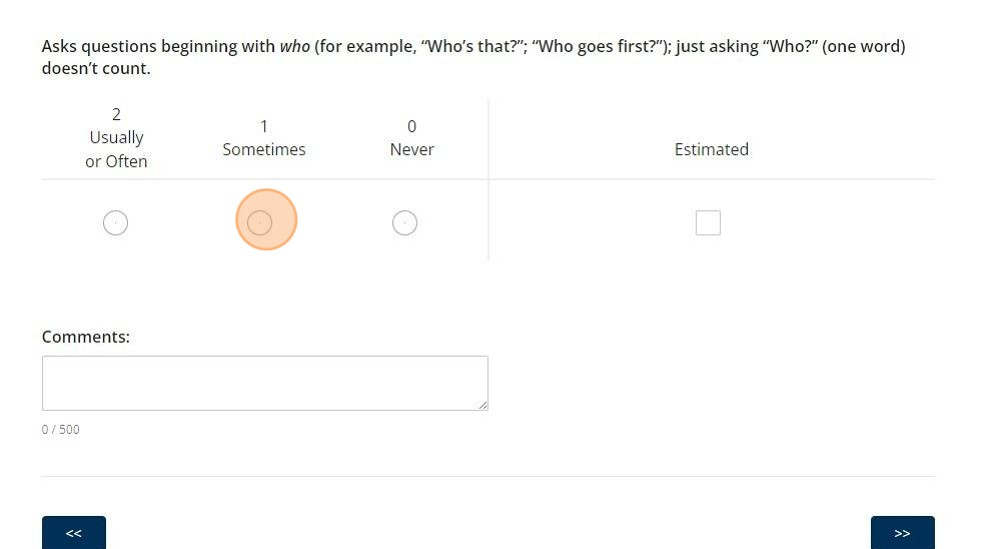 Asks questions beginning with who (for example, “Who’s that?”; “Who goes first?”); just asking “Who?” (one word)
doesn’t count.
2
Usually
or Often
1
Sometimes
0
Never
Estimated
Comments:
0 / 500
<<
>>